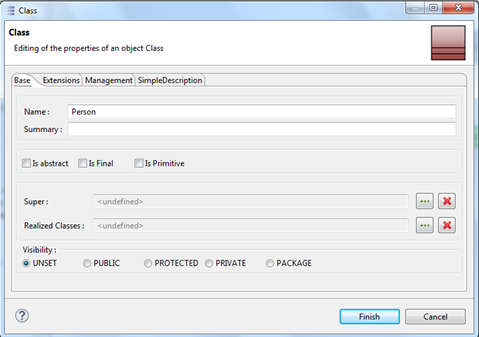 Class
Class
Editing of the properties of an object Class
Base Extensions Management SimpleDescription
Name : Person
Summary :
Is abstract Is Final Is Primitive
Super : <undefined>
Realized Classes : <undefined>
Visibility :
UNSET PUBLIC PROTECTED PRIVATE PACKAGE
Finish Cancel